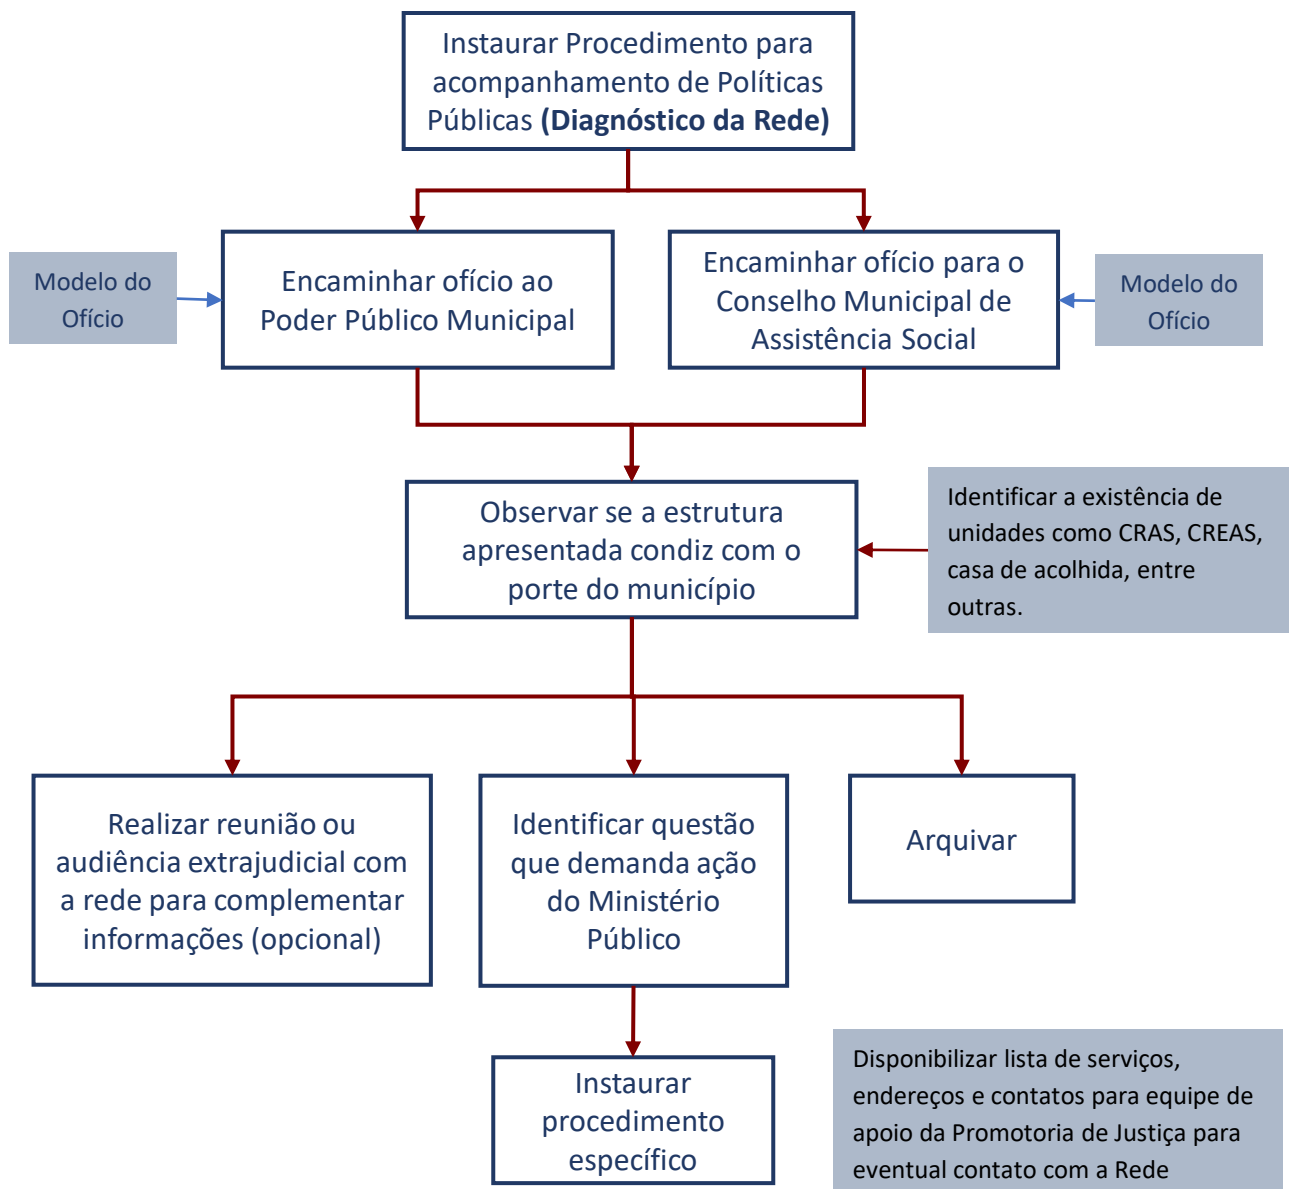 Instaurar Procedimento para
acompanhamento de Políticas
Públicas (Diagnóstico da Rede)
Modelo do
Ofício
Encaminhar ofício ao
Poder Público Municipal
Encaminhar ofício para o
Conselho Municipal de
Assistência Social
Modelo do
Ofício
Observar se a estrutura
apresentada condiz com o
porte do município
Identificar a existência de
unidades como CRAS, CREAS,
casa de acolhida, entre
outras.
Realizar reunião ou
audiência extrajudicial com
a rede para complementar
informações (opcional)
Identificar questão
que demanda ação
do Ministério
Público
Arquivar
Instaurar
procedimento
específico
Disponibilizar lista de serviços,
endereços e contatos para equipe de
apoio da Promotoria de Justiça para
eventual contato com a Rede